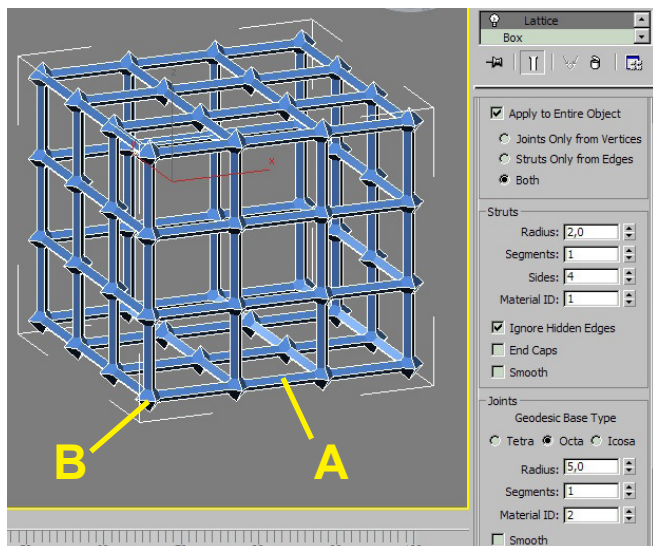 Lattice
Box
Apply to Entire Object
Joints Only from Vertices
Struts Only from Edges
Both
Struts
Radius: 2,0
Segments: 1
Sides: 4
Material ID: 1
Ignore Hidden Edges
End Caps
Smooth
Joints
Geodesic Base Type
Tetra Octa Icosa
Radius: 5,0
Segments: 1
Material ID: 2
Smooth
x
B A